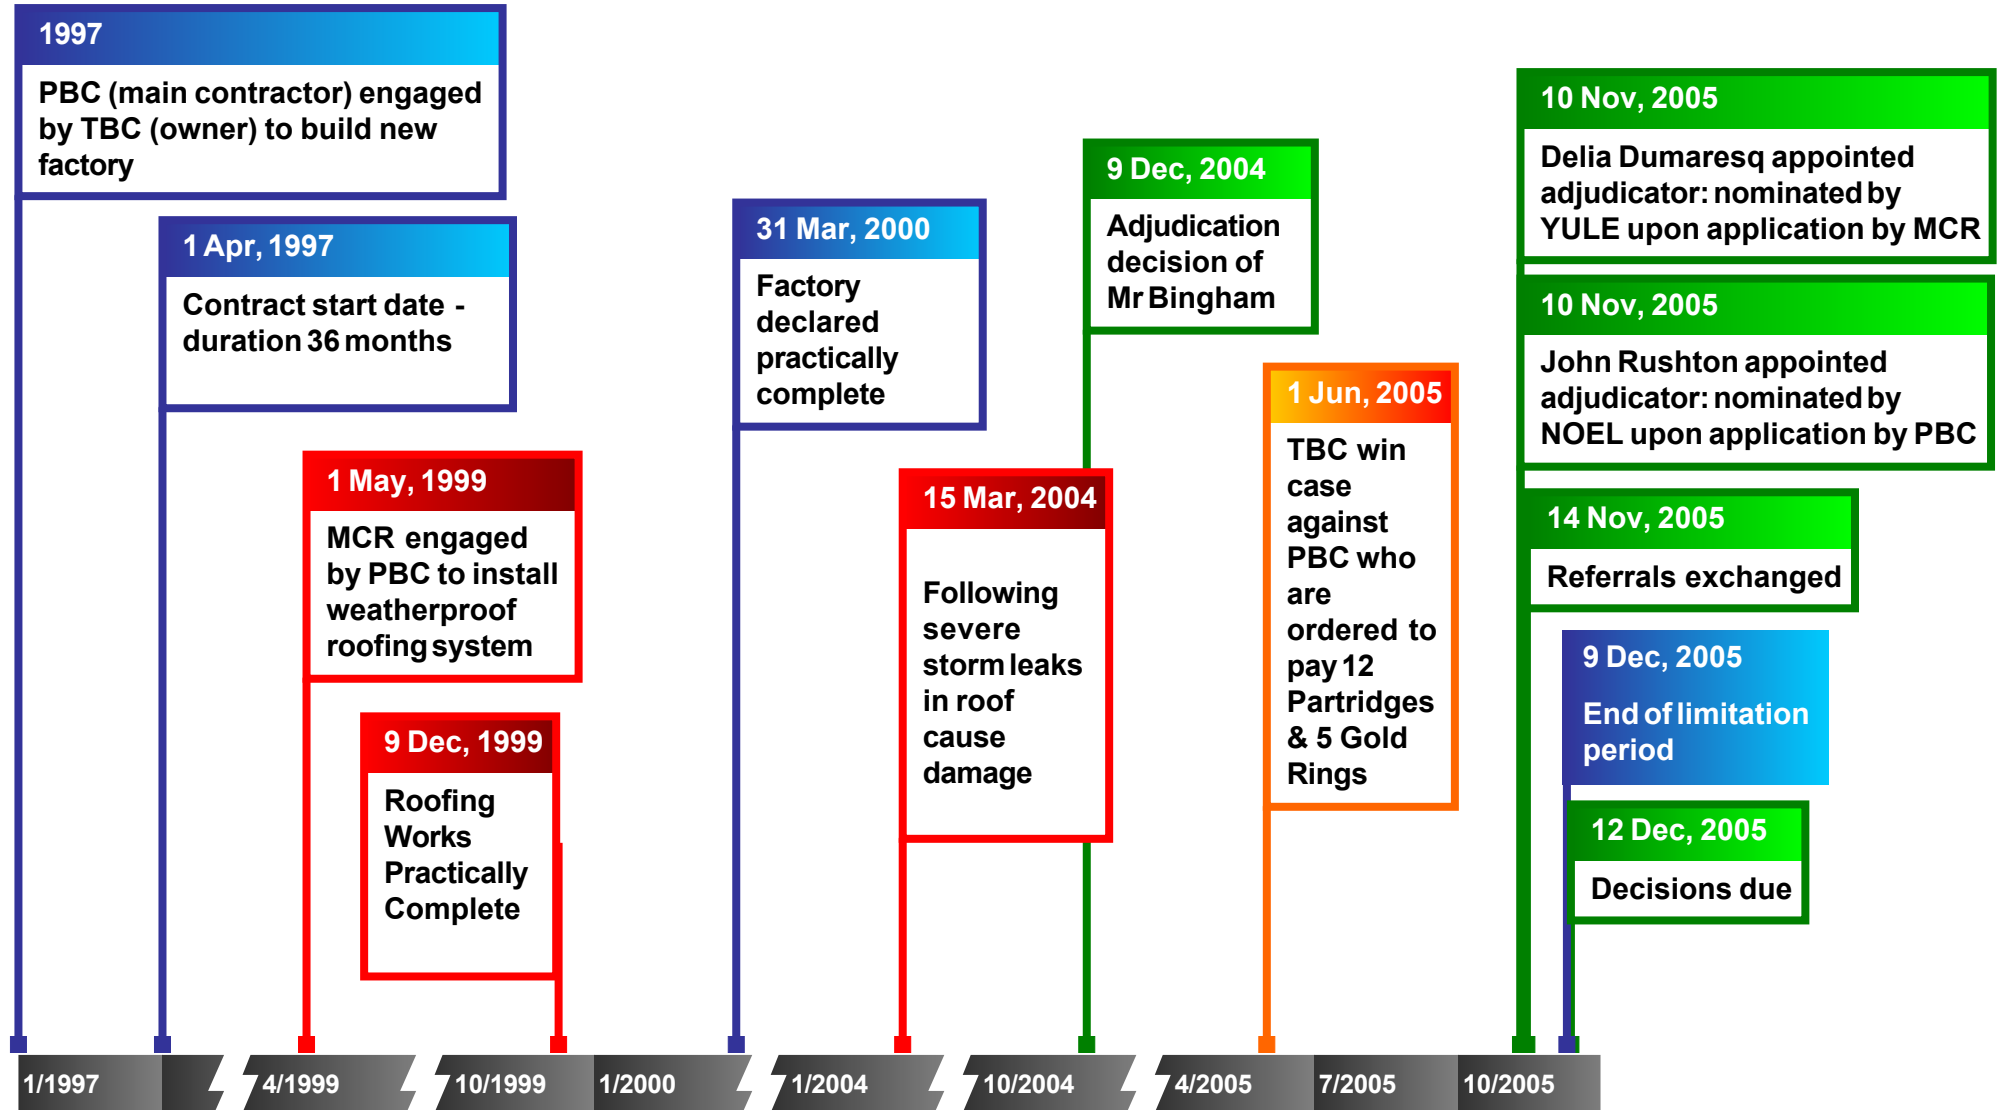 1997
PBC (main contractor) engaged
by TBC (owner) to build new
factory
1 Apr, 1997
Contract start date -
duration 36 months
1 May, 1999
MCR engaged
by PBC to install
weatherproof
roofing system
9 Dec, 1999
Roofing
Works
Practically
Complete
31 Mar, 2000
Factory
declared
practically
complete
15 Mar, 2004
Following
severe
storm leaks
in roof
cause
damage
9 Dec, 2004
Adjudication
decision of
Mr Bingham
1 Jun, 2005
TBC win
case
against
PBC who
are
ordered to
pay 12
Partridges
& 5 Gold
Rings
10 Nov, 2005
Delia Dumaresq appointed
adjudicator: nominated by
YULE upon application by MCR
10 Nov, 2005
John Rushton appointed
adjudicator: nominated by
NOEL upon application by PBC
14 Nov, 2005
Referrals exchanged
9 Dec, 2005
End of limitation
period
12 Dec, 2005
Decisions due
1/1997
4/1999
10/1999
1/2000
1/2004
10/2004
4/2005
7/2005
10/2005